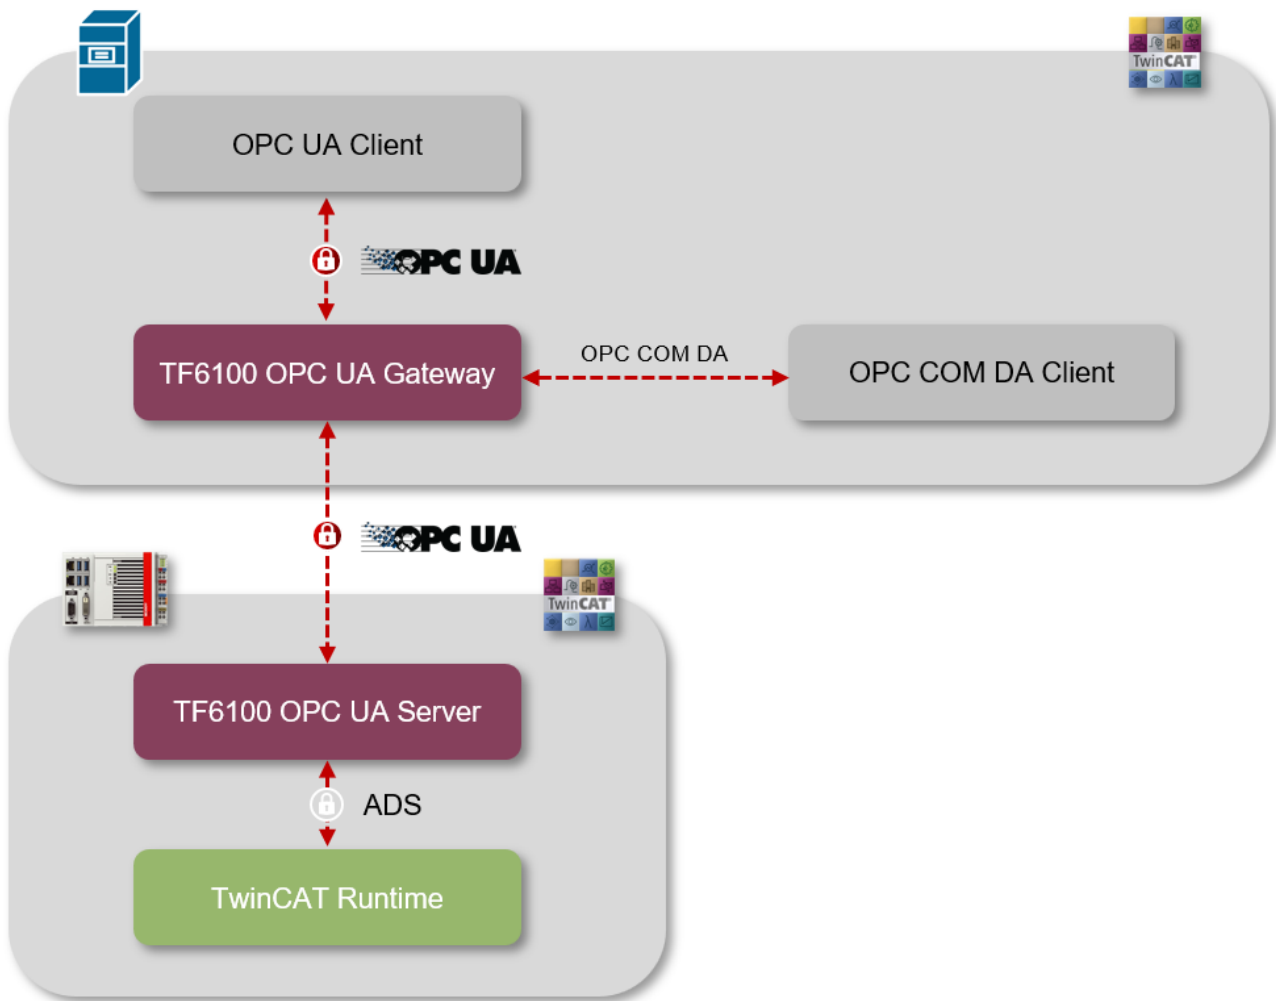 TwinCAT®
OPC UA Client
OPC UA
TF6100 OPC UA Gateway
OPC COM DA
OPC COM DA Client
OPC UA
TwinCAT®
TF6100 OPC UA Server
ADS
TwinCAT Runtime